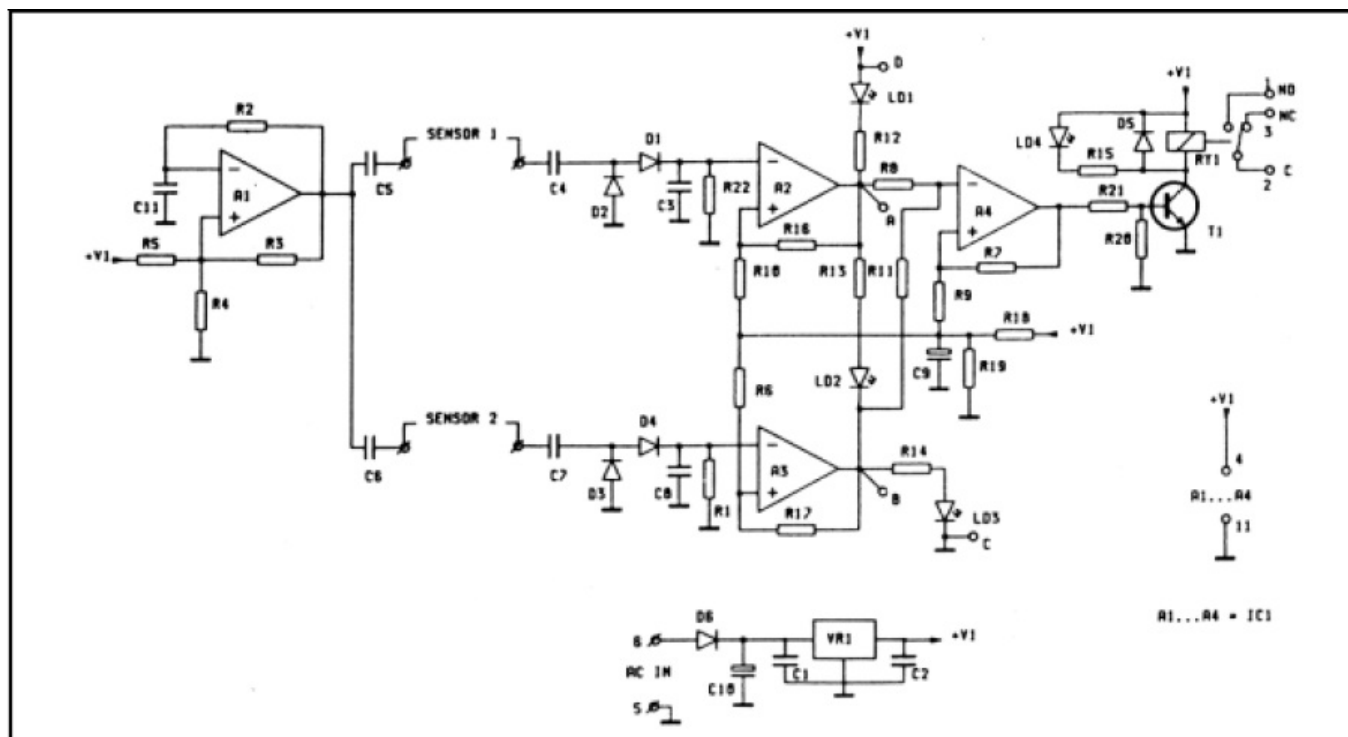 +V1
D
LD1
R12
R2
SENSOR 1
C5
C4
D1
D2
C3
R22
A2
R8
A
A1
C11
R5
+V1
R3
R4
R16
R10
R13
R11
A4
R21
R20
T1
R7
R9
+V1
LD4
D5
R15
RY1
1
NO
NC
3
C
2
R18
+V1
C9
R19
LD2
R6
SENSOR 2
C6
C7
D4
D3
C8
R1
A3
R17
B
R14
LD3
C
+V1
4
A1...A4
11
A1...A4 = IC1
6
AC IN
5
D6
C10
C1
VR1
C2
+V1